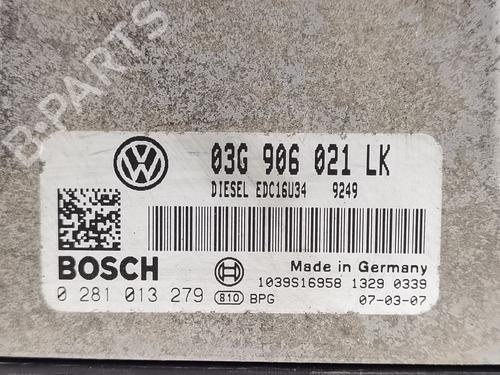 B-PARTS
VW
03G 906 021 LK
DIESEL EDC16U34 9249
BOSCH
Made in Germany
1039S16958 1329 0339
0 281 013 279 810 BPG 07-03-07